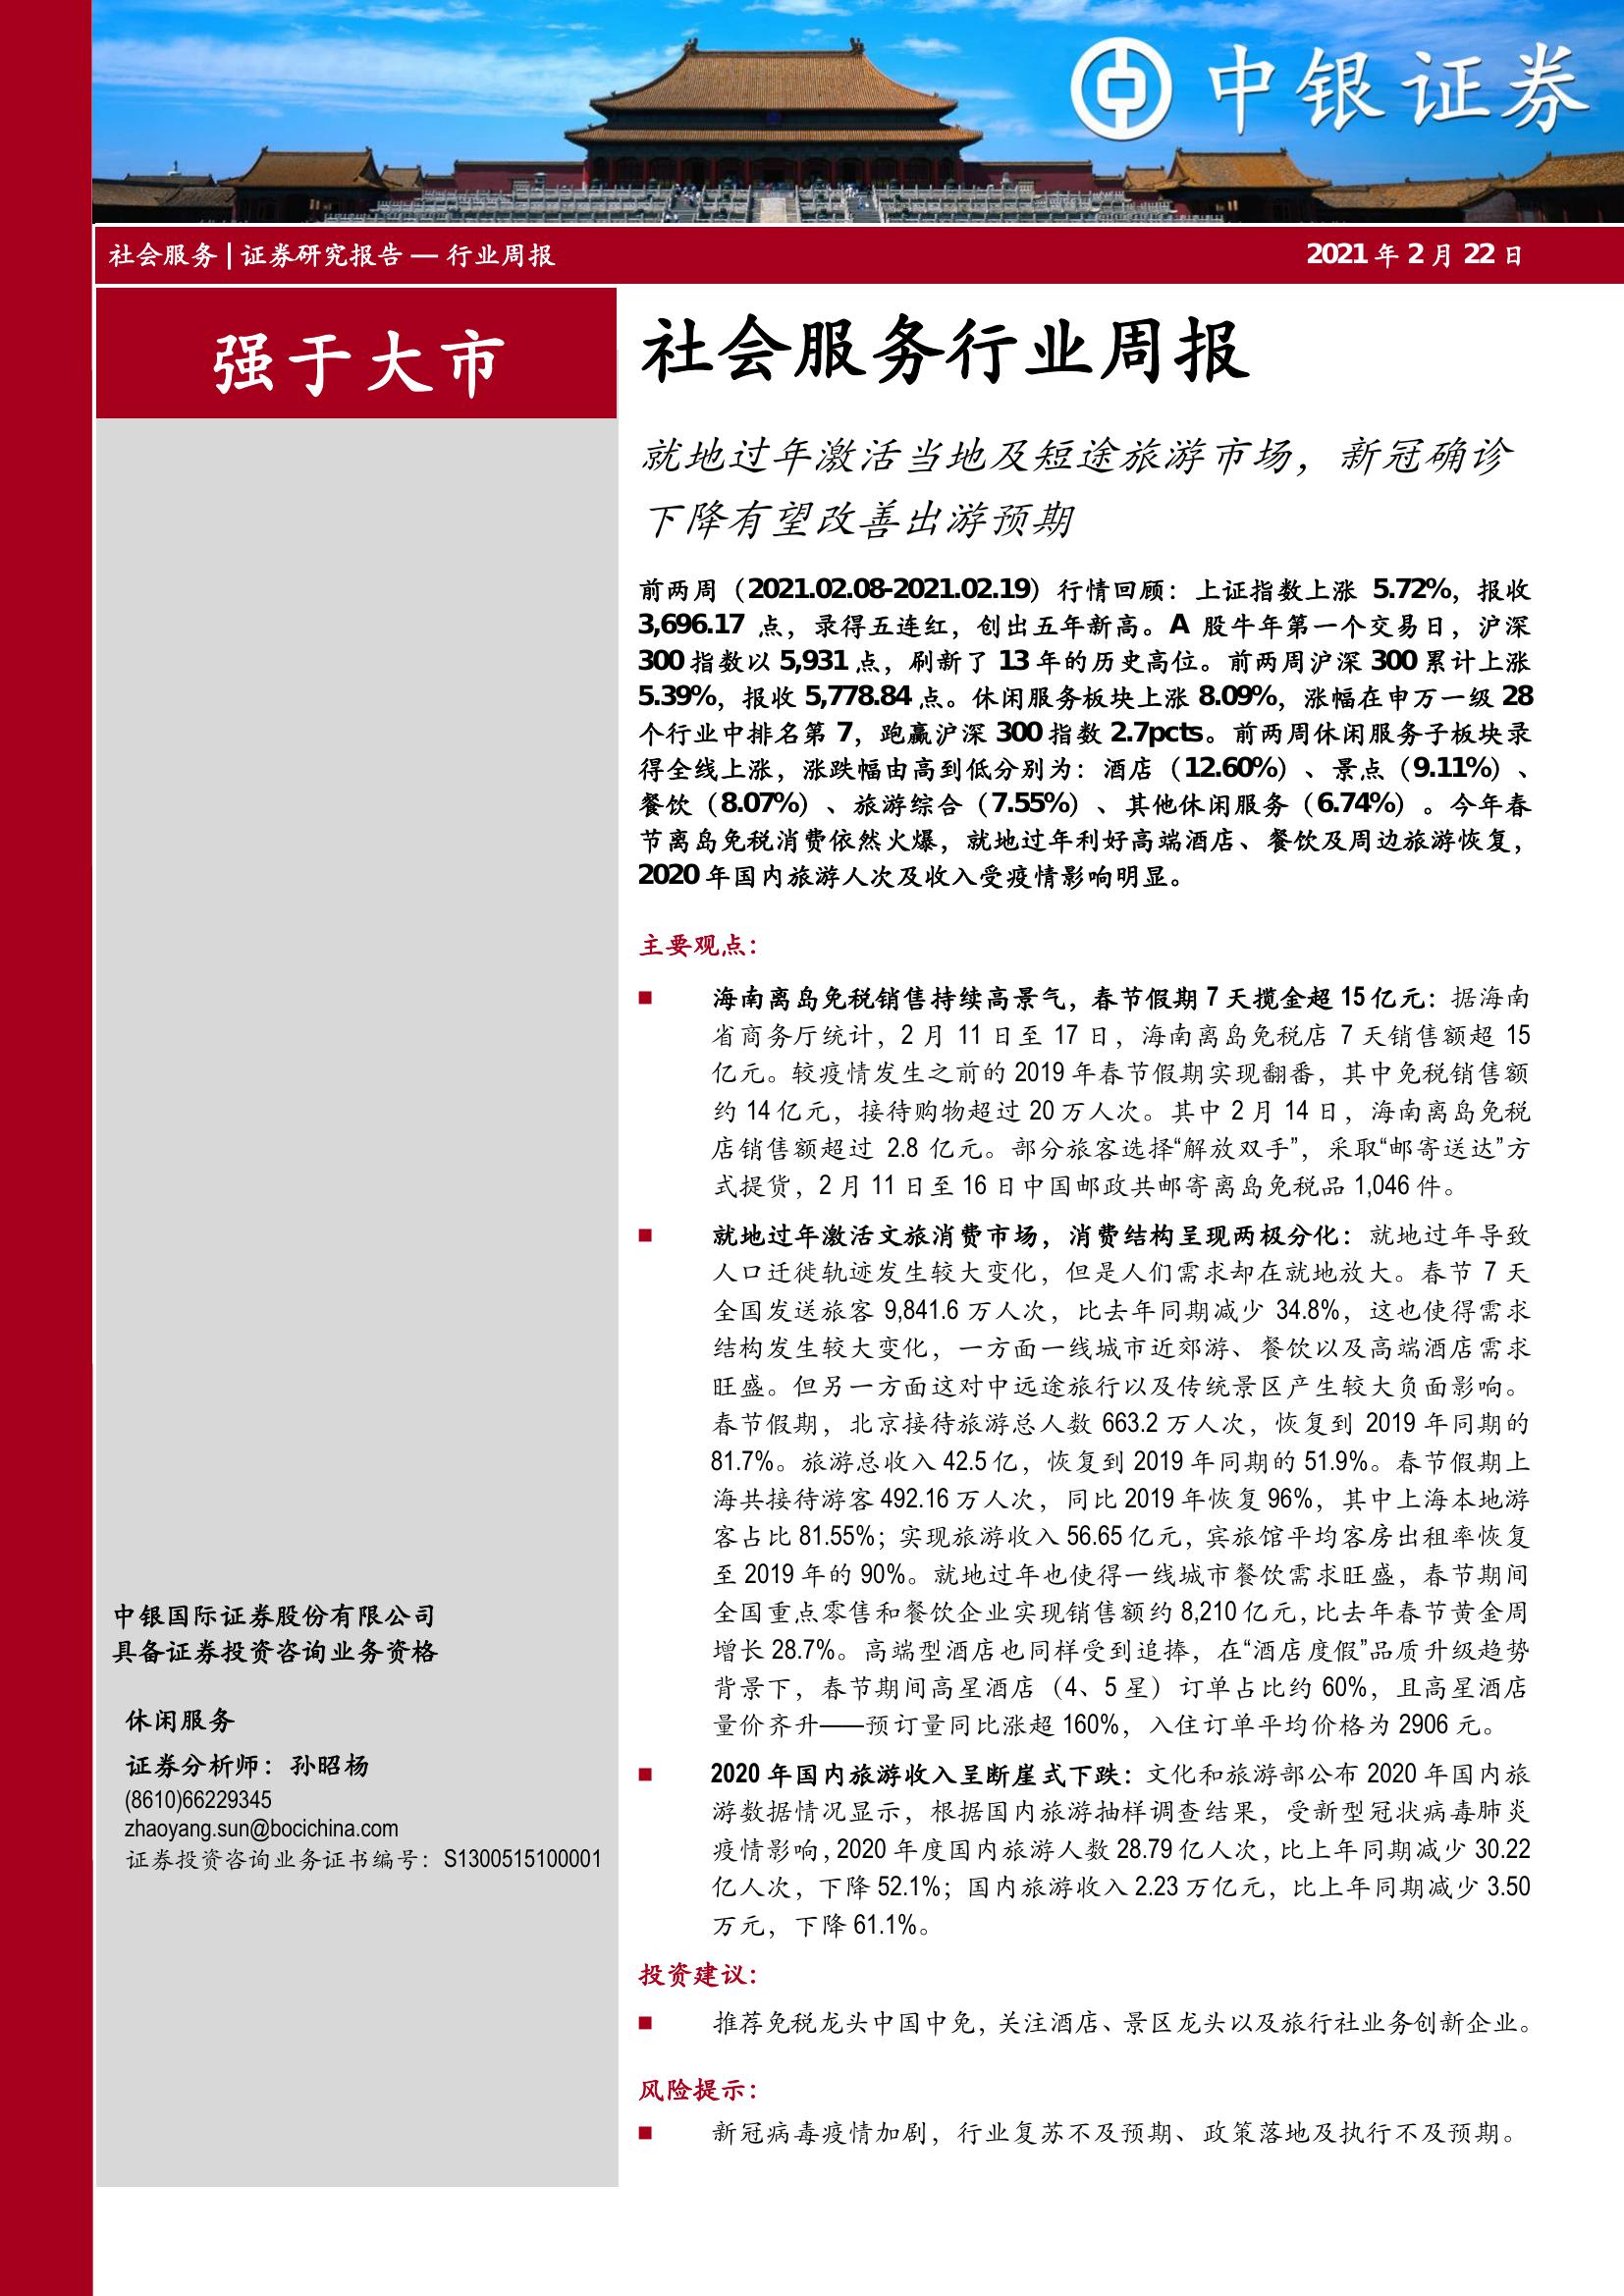 中银证券
社会服务 | 证券研究报告 — 行业周报
2021 年 2 月 22 日
强于大市
社会服务行业周报
就地过年激活当地及短途旅游市场，新冠确诊
下降有望改善出游预期
前两周（2021.02.08-2021.02.19）行情回顾：上证指数上涨 5.72%，报收
3,696.17 点，录得五连红，创出五年新高。A 股牛年第一个交易日，沪深
300 指数以 5,931 点，刷新了 13 年的历史高位。前两周沪深 300 累计上涨
5.39%，报收 5,778.84 点。休闲服务板块上涨 8.09%，涨幅在申万一级 28
个行业中排名第 7，跑赢沪深 300 指数 2.7pcts。前两周休闲服务子板块录
得全线上涨，涨跌幅由高到低分别为：酒店（12.60%）、景点（9.11%）、
餐饮（8.07%）、旅游综合（7.55%）、其他休闲服务（6.74%）。今年春
节离岛免税消费依然火爆，就地过年利好高端酒店、餐饮及周边旅游恢复，
2020 年国内旅游人次及收入受疫情影响明显。
主要观点：
■ 海南离岛免税销售持续高景气，春节假期 7 天揽金超 15 亿元：据海南
省商务厅统计，2 月 11 日至 17 日，海南离岛免税店 7 天销售额超 15
亿元。较疫情发生之前的 2019 年春节假期实现翻番，其中免税销售额
约 14 亿元，接待购物超过 20 万人次。其中 2 月 14 日，海南离岛免税
店销售额超过 2.8 亿元。部分旅客选择“解放双手”，采取“邮寄送达”方
式提货，2 月 11 日至 16 日中国邮政共邮寄离岛免税品 1,046 件。
■ 就地过年激活文旅消费市场，消费结构呈现两极分化：就地过年导致
人口迁徙轨迹发生较大变化，但是人们需求却在就地放大。春节 7 天
全国发送旅客 9,841.6 万人次，比去年同期减少 34.8%，这也使得需求
结构发生较大变化，一方面一线城市近郊游、餐饮以及高端酒店需求
旺盛。但另一方面这对中远途旅行以及传统景区产生较大负面影响。
春节假期，北京接待旅游总人数 663.2 万人次，恢复到 2019 年同期的
81.7%。旅游总收入 42.5 亿，恢复到 2019 年同期的 51.9%。春节假期上
海共接待游客 492.16 万人次，同比 2019 年恢复 96%，其中上海本地游
客占比 81.55%；实现旅游收入 56.65 亿元，宾旅馆平均客房出租率恢复
至 2019 年的 90%。就地过年也使得一线城市餐饮需求旺盛，春节期间
全国重点零售和餐饮企业实现销售额约 8,210 亿元，比去年春节黄金周
增长 28.7%。高端型酒店也同样受到追捧，在“酒店度假”品质升级趋势
背景下，春节期间高星酒店（4、5 星）订单占比约 60%，且高星酒店
量价齐升——预订量同比涨超 160%，入住订单平均价格为 2906 元。
■ 2020 年国内旅游收入呈断崖式下跌：文化和旅游部公布 2020 年国内旅
游数据情况显示，根据国内旅游抽样调查结果，受新型冠状病毒肺炎
疫情影响，2020 年度国内旅游人数 28.79 亿人次，比上年同期减少 30.22
亿人次，下降 52.1%；国内旅游收入 2.23 万亿元，比上年同期减少 3.50
万元，下降 61.1%。
投资建议：
■ 推荐免税龙头中国中免，关注酒店、景区龙头以及旅行社业务创新企业。
风险提示：
■ 新冠病毒疫情加剧，行业复苏不及预期、政策落地及执行不及预期。
中银国际证券股份有限公司
具备证券投资咨询业务资格
休闲服务
证券分析师：孙昭杨
(8610)66229345
zhaoyang.sun@bocichina.com
证券投资咨询业务证书编号：S1300515100001